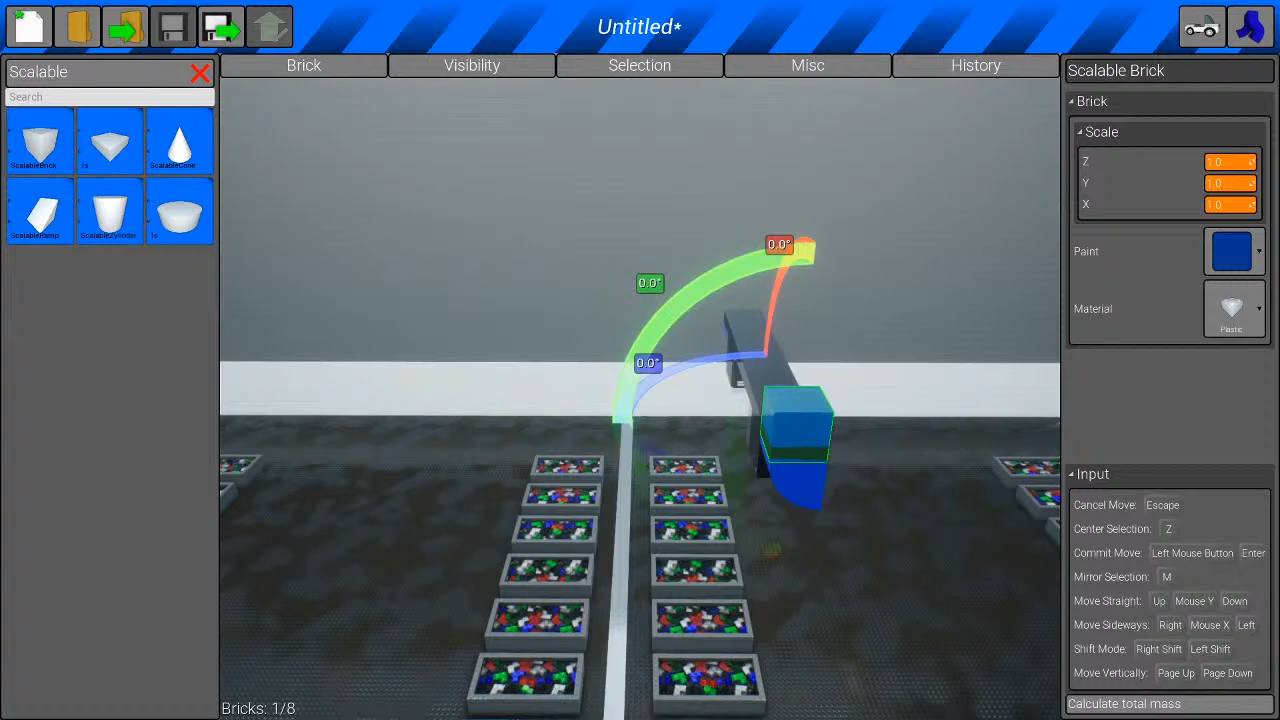 Untitled*
Scalable
Search
ScalableBrick
1s
ScalableCone
ScalableRamp
ScalableZylinder
1s
Brick
Visibility
Selection
Misc
History
0.0°
0.0°
0.0°
Bricks: 1/8
Scalable Brick
Brick
Scale
Z 1.0
Y 1.0
X 1.0
Paint
Material
Plastic
Input
Cancel Move: Escape
Center Selection: Z
Commit Move: Left Mouse Button Enter
Mirror Selection: M
Move Straight: Up Mouse Y Down
Move Sideways: Right Mouse X Left
Shift Mode: Right Shift Left Shift
Move Vertically: Page Up Page Down
Calculate total mass